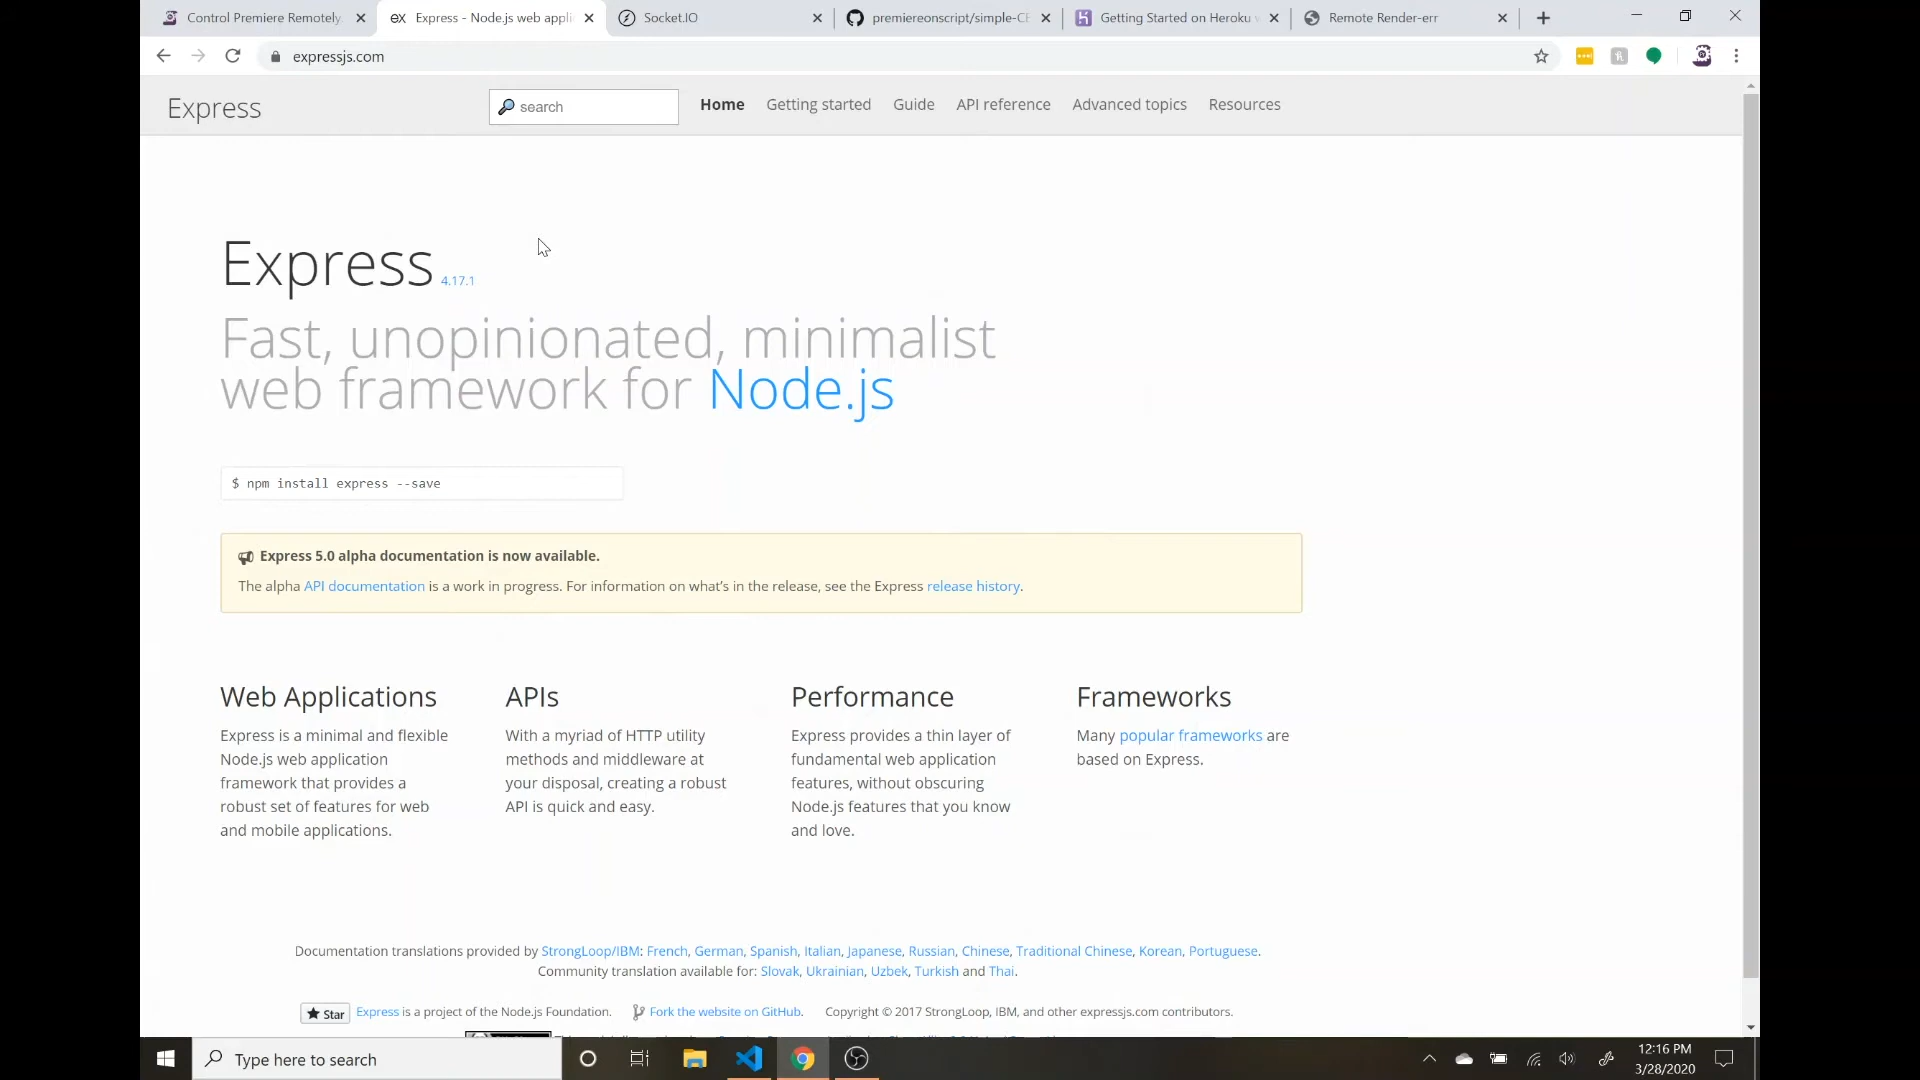 Control Premiere Remotely
ex Express - Node.js web appli
Socket.IO
premiereonscript/simple-CE
Getting Started on Heroku
Remote Render-err
expressjs.com
Express
search
Home
Getting started
Guide
API reference
Advanced topics
Resources
Express 4.17.1
Fast, unopinionated, minimalist
web framework for Node.js
$ npm install express --save
Express 5.0 alpha documentation is now available.
The alpha API documentation is a work in progress. For information on what’s in the release, see the Express release history.
Web Applications
Express is a minimal and flexible
Node.js web application
framework that provides a
robust set of features for web
and mobile applications.
APIs
With a myriad of HTTP utility
methods and middleware at
your disposal, creating a robust
API is quick and easy.
Performance
Express provides a thin layer of
fundamental web application
features, without obscuring
Node.js features that you know
and love.
Frameworks
Many popular frameworks are
based on Express.
Documentation translations provided by StrongLoop/IBM: French, German, Spanish, Italian, Japanese, Russian, Chinese, Traditional Chinese, Korean, Portuguese.
Community translation available for: Slovak, Ukrainian, Uzbek, Turkish and Thai.
Star
Express is a project of the Node.js Foundation.
Fork the website on GitHub.
Copyright © 2017 StrongLoop, IBM, and other expressjs.com contributors.
Type here to search
12:16 PM
3/28/2020